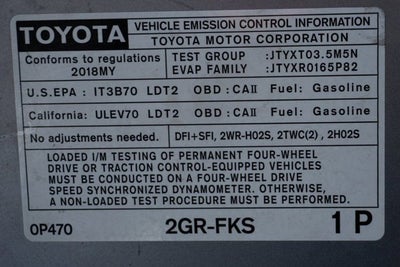 TOYOTA VEHICLE EMISSION CONTROL INFORMATION
TOYOTA MOTOR CORPORATION
Conforms to regulations
2018MY
TEST GROUP :JTYXT03.5M5N
EVAP FAMILY :JTYXR0165P82
U.S.EPA : IT3B70 LDT2 OBD :CAII Fuel: Gasoline
California: ULEV70 LDT2 OBD :CAII Fuel: Gasoline
No adjustments needed. DFI+SFI, 2WR-HO2S, 2TWC(2), 2HO2S
LOADED I/M TESTING OF PERMANENT FOUR-WHEEL
DRIVE OR TRACTION CONTROL-EQUIPPED VEHICLES
MUST BE CONDUCTED ON A FOUR-WHEEL DRIVE
SPEED SYNCHRONIZED DYNAMOMETER. OTHERWISE,
A NON-LOADED TEST PROCEDURE MUST BE PERFORMED.
0P470 2GR-FKS 1 P